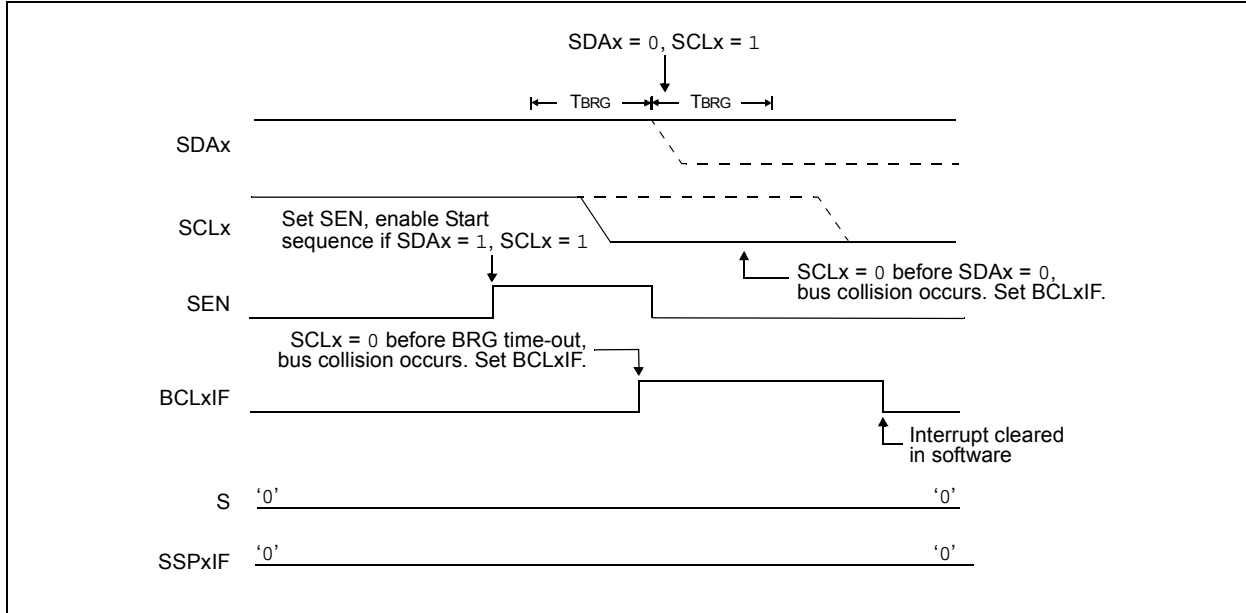 SDAx = 0, SCLx = 1
TBRG TBRG
SDAx
SCLx
Set SEN, enable Start
sequence if SDAx = 1, SCLx = 1
SCLx = 0 before SDAx = 0,
bus collision occurs. Set BCLxIF.
SEN
SCLx = 0 before BRG time-out,
bus collision occurs. Set BCLxIF.
BCLxIF
Interrupt cleared
in software
S ‘0’ ‘0’
SSPxIF ‘0’ ‘0’